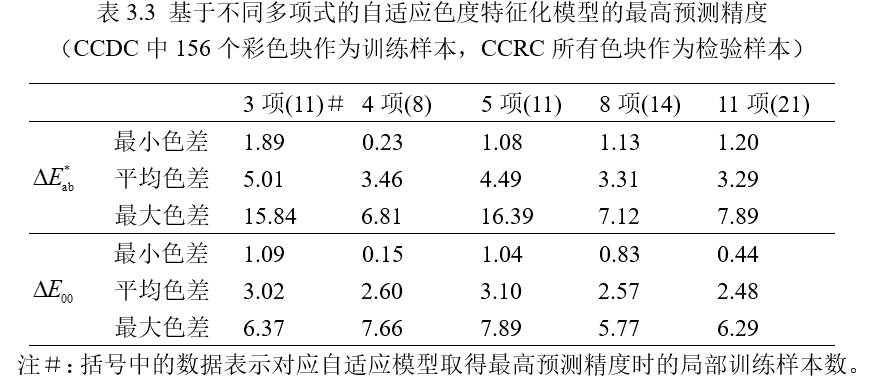 表 3.3 基于不同多项式的自适应色度特征化模型的最高预测精度
（CCDC 中 156 个彩色块作为训练样本，CCRC 所有色块作为检验样本）
3 项(11)＃ 4 项(8) 5 项(11) 8 项(14) 11 项(21)
最小色差 1.89 0.23 1.08 1.13 1.20
ΔE*ab 平均色差 5.01 3.46 4.49 3.31 3.29
最大色差 15.84 6.81 16.39 7.12 7.89
最小色差 1.09 0.15 1.04 0.83 0.44
ΔE00 平均色差 3.02 2.60 3.10 2.57 2.48
最大色差 6.37 7.66 7.89 5.77 6.29
注＃：括号中的数据表示对应自适应模型取得最高预测精度时的局部训练样本数。